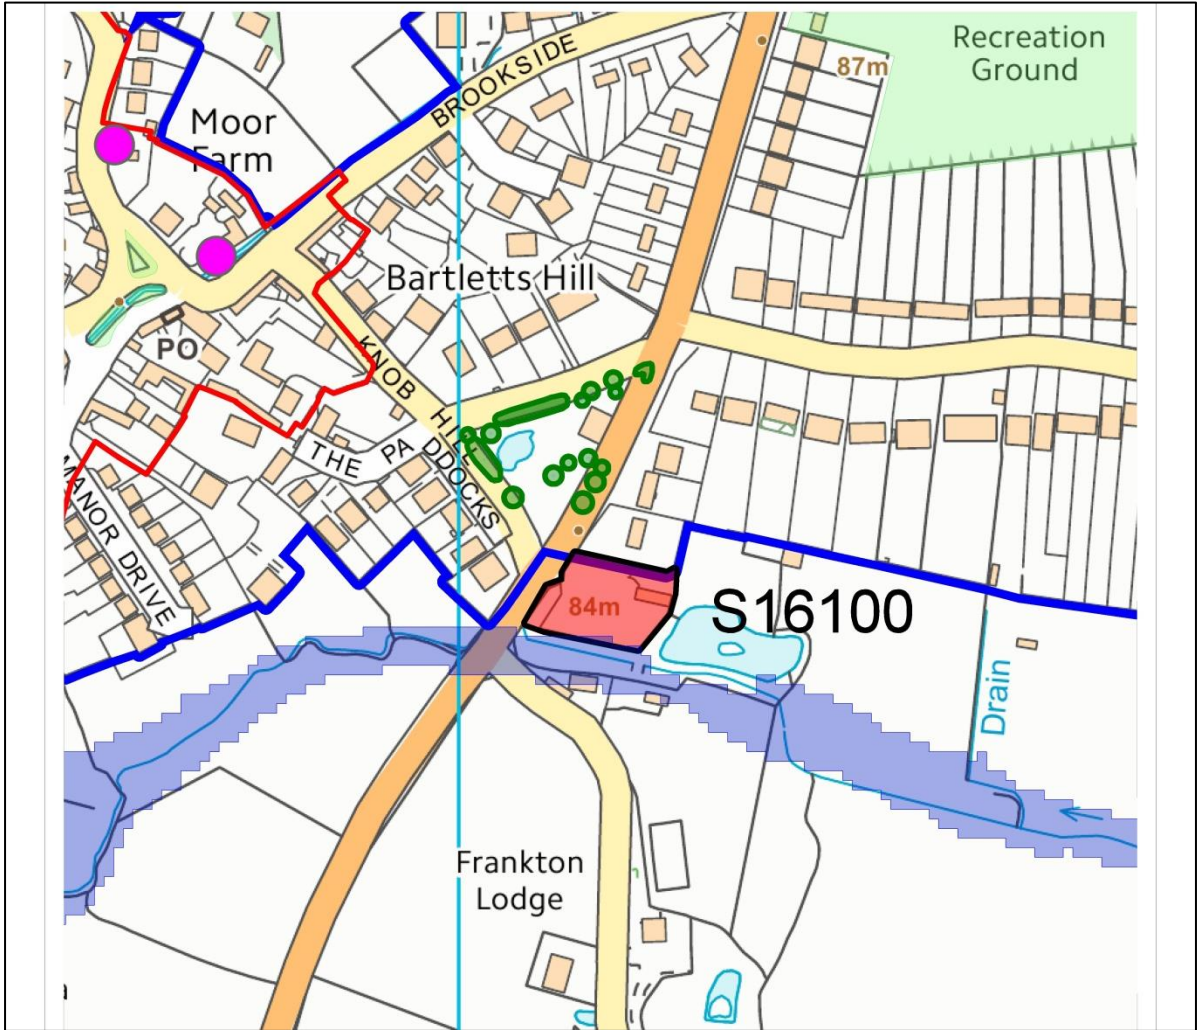 Recreation
Ground
87m
BROOKSIDE
Moor
Farm
Bartletts Hill
PO
KNOB HILL
THE PADDOCKS
MANOR DRIVE
84m
S16100
Drain
Frankton
Lodge
a